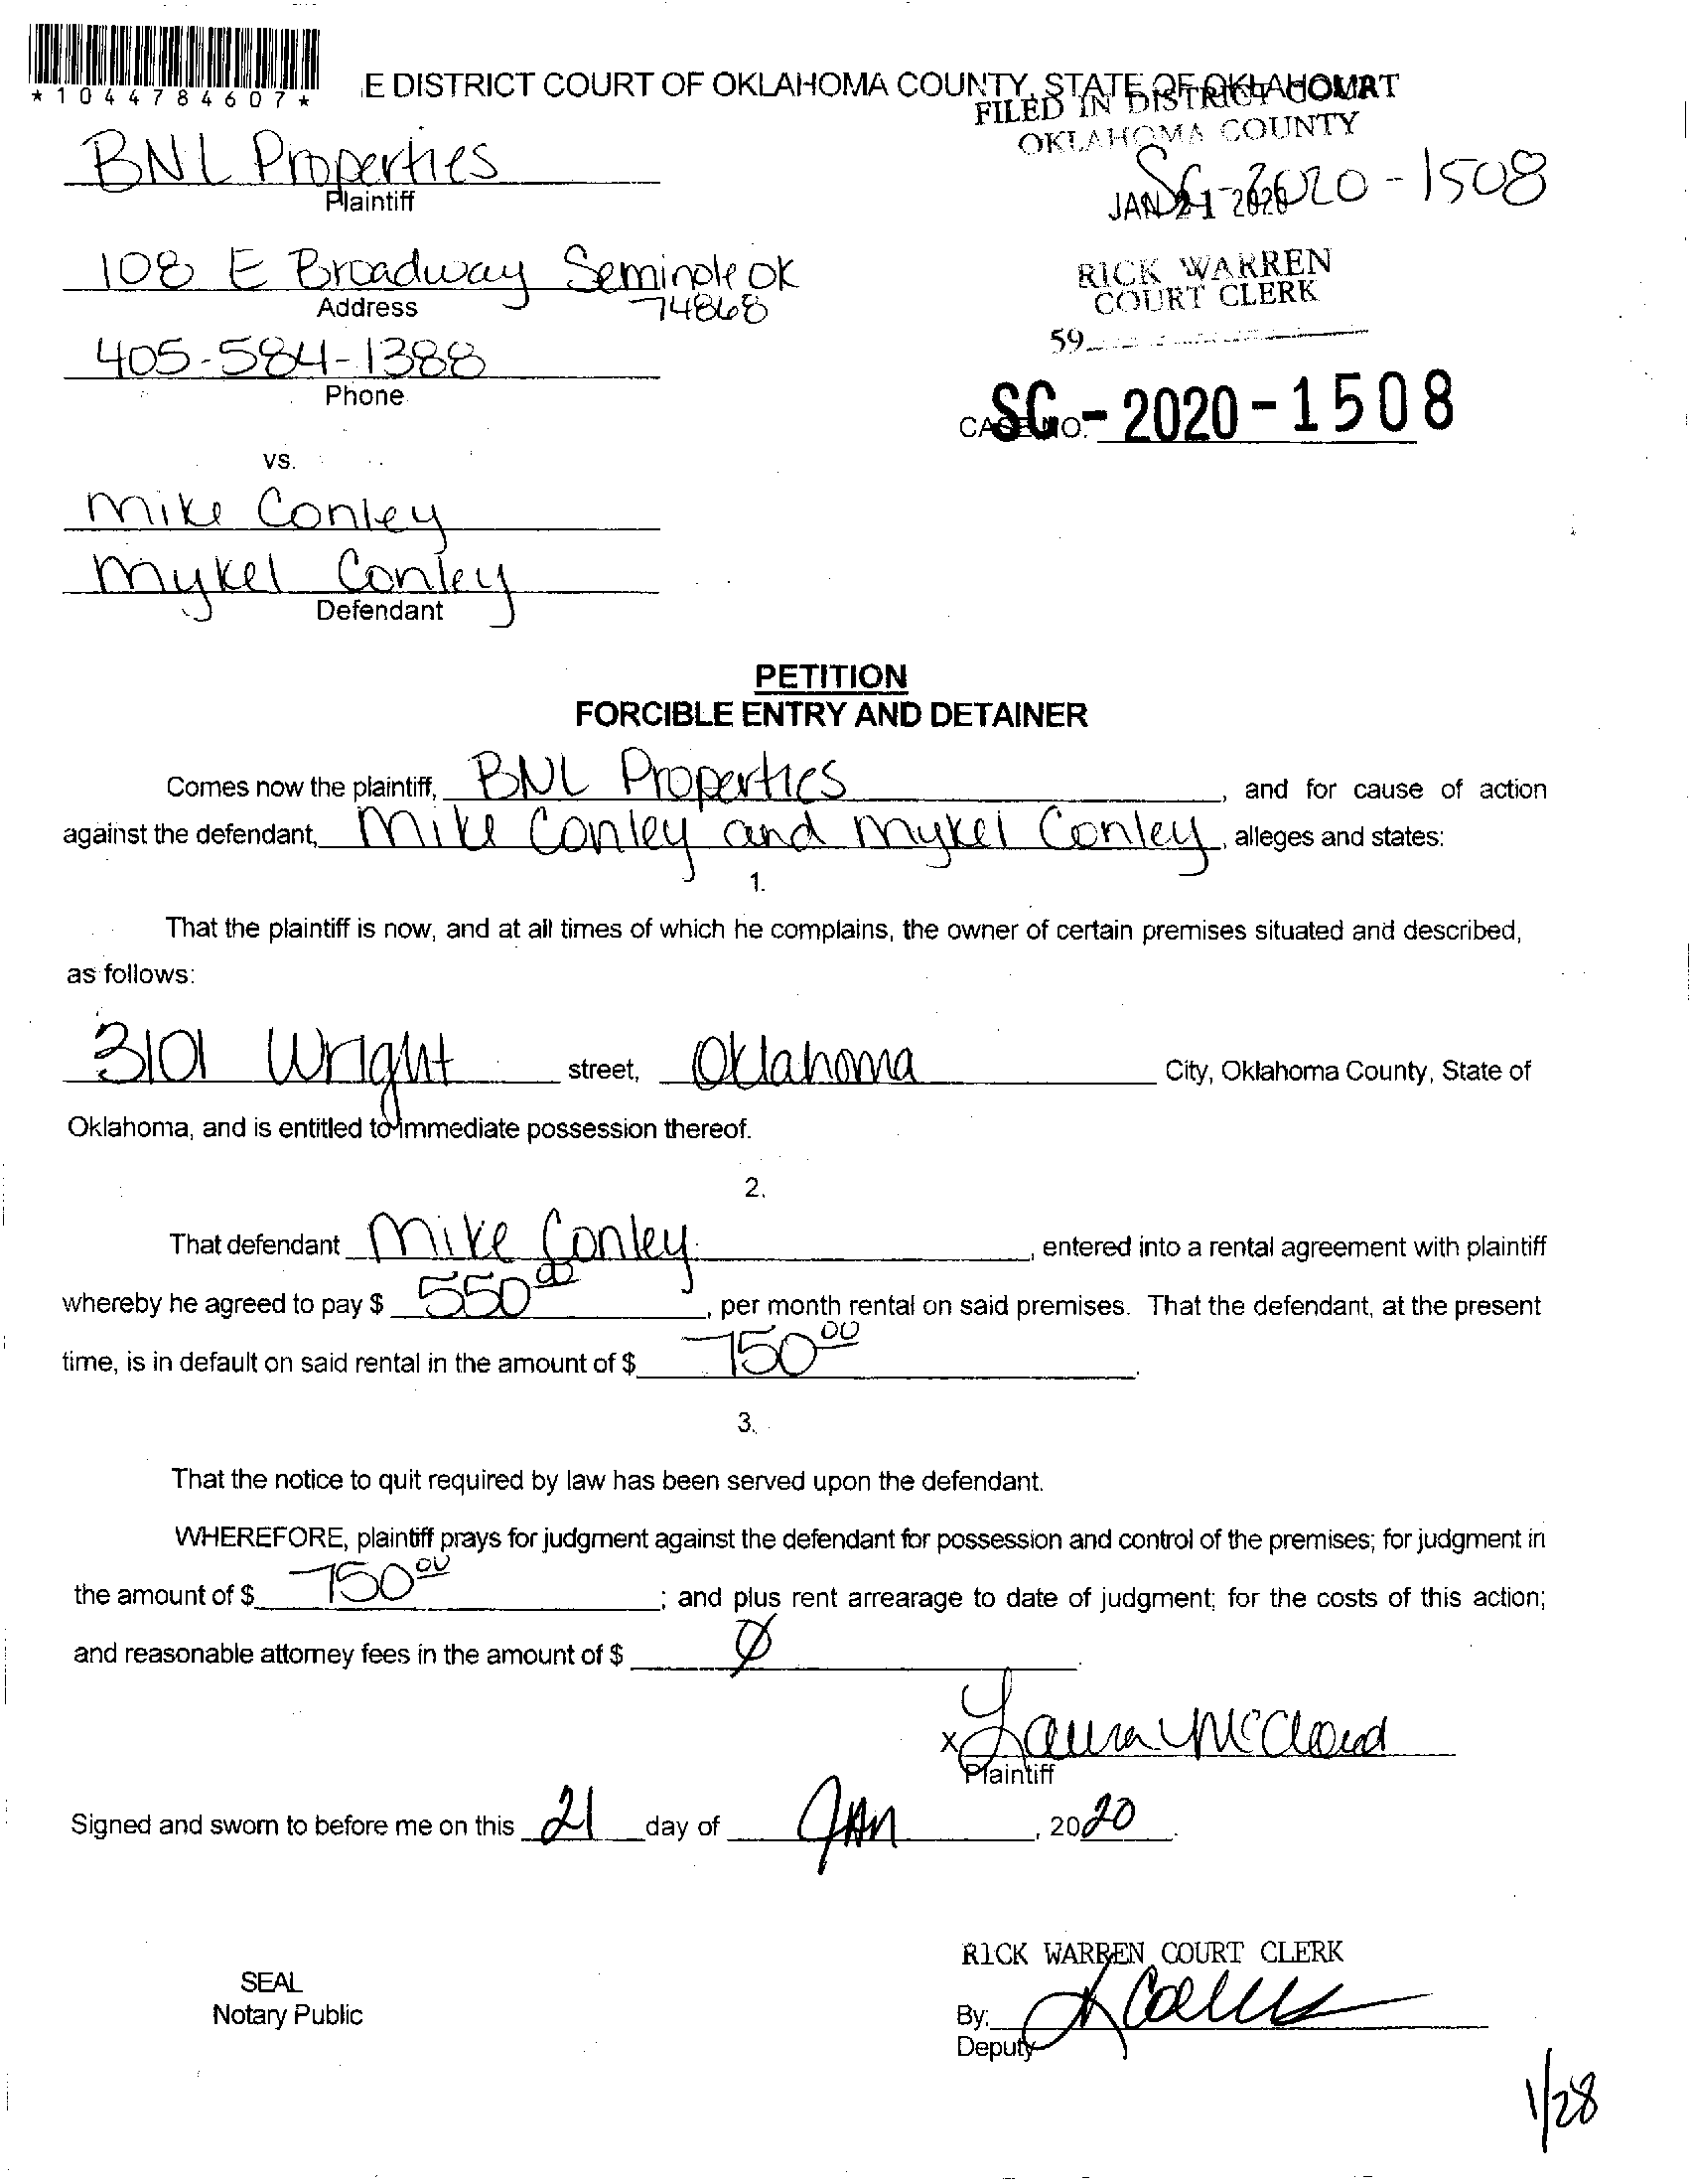 *1044784607*
E DISTRICT COURT OF OKLAHOMA COUNTY, STATE OF OKLAHOMA
FILED IN DISTRICT COURT
OKLAHOMA COUNTY
BNL Properties
Plaintiff
SC-2020-1508
JAN 21 2020
108 E Broadway Seminole OK
74868
Address
RICK WARREN
COURT CLERK
59
405-584-1388
Phone
CASE NO. SC-2020-1508
vs.
Mike Conley
Mykel Conley
Defendant
PETITION
FORCIBLE ENTRY AND DETAINER
Comes now the plaintiff, BNL Properties, and for cause of action
against the defendant, Mike Conley and Mykel Conley, alleges and states:
1.
That the plaintiff is now, and at all times of which he complains, the owner of certain premises situated and described,
as follows:
3101 Wright street, Oklahoma City, Oklahoma County, State of
Oklahoma, and is entitled to immediate possession thereof.
2.
That defendant Mike Conley, entered into a rental agreement with plaintiff
whereby he agreed to pay $ 550 00, per month rental on said premises. That the defendant, at the present
time, is in default on said rental in the amount of $ 750 00.
3.
That the notice to quit required by law has been served upon the defendant.
WHEREFORE, plaintiff prays for judgment against the defendant for possession and control of the premises; for judgment in
the amount of $ 750 00; and plus rent arrearage to date of judgment; for the costs of this action;
and reasonable attorney fees in the amount of $ Ø.
x Laura McCloud
Plaintiff
Signed and sworn to before me on this 21 day of JAN, 2020.
RICK WARREN COURT CLERK
SEAL
Notary Public
By:
Deputy
1/28